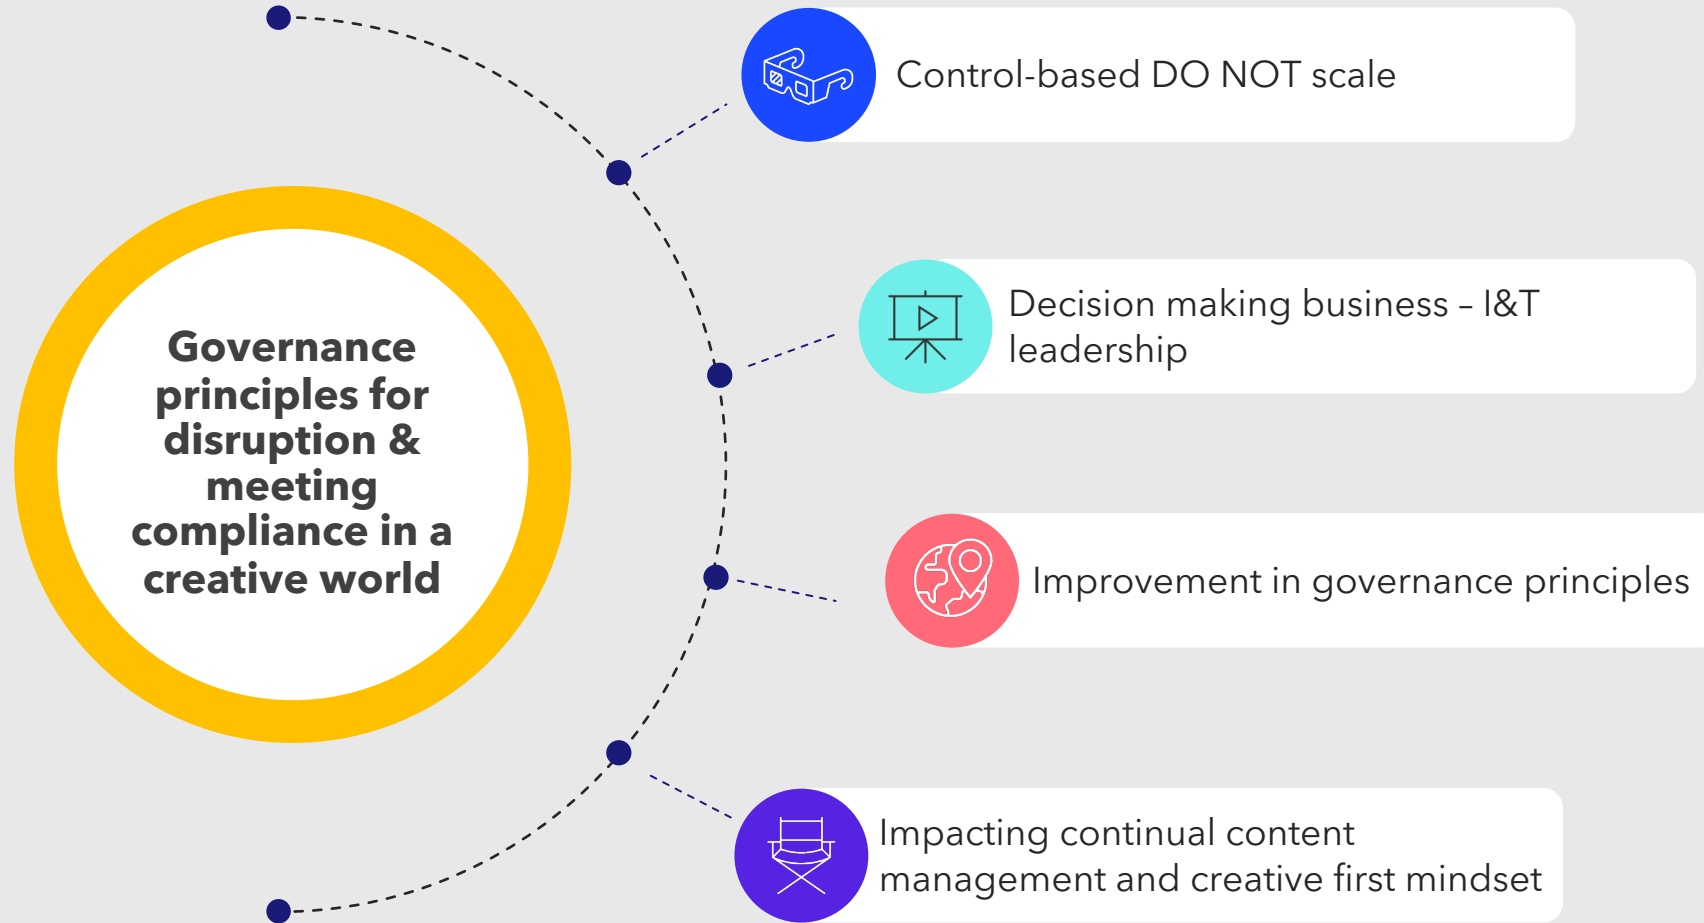 Governance
principles for
disruption &
meeting
compliance in a
creative world
Control-based DO NOT scale
Decision making business – I&T
leadership
Improvement in governance principles
Impacting continual content
management and creative first mindset